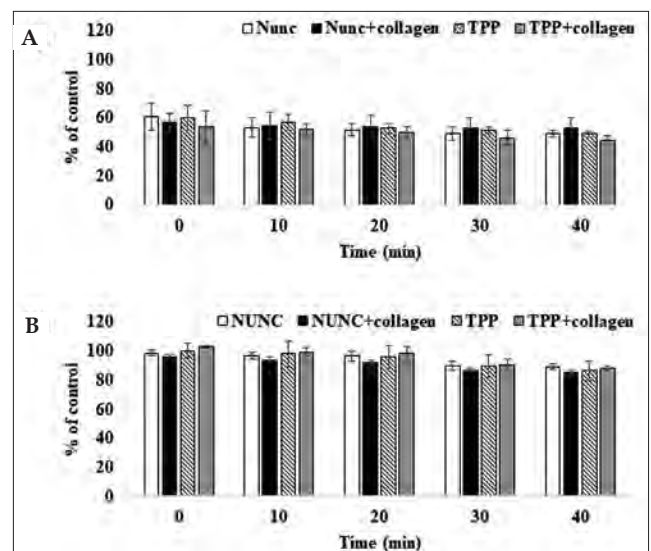 A
Nunc Nunc+collagen TPP TPP+collagen
% of control
120
100
80
60
40
20
0
0 10 20 30 40
Time (min)
B
NUNC NUNC+collagen TPP TPP+collagen
% of control
120
100
80
60
40
20
0
0 10 20 30 40
Time (min)